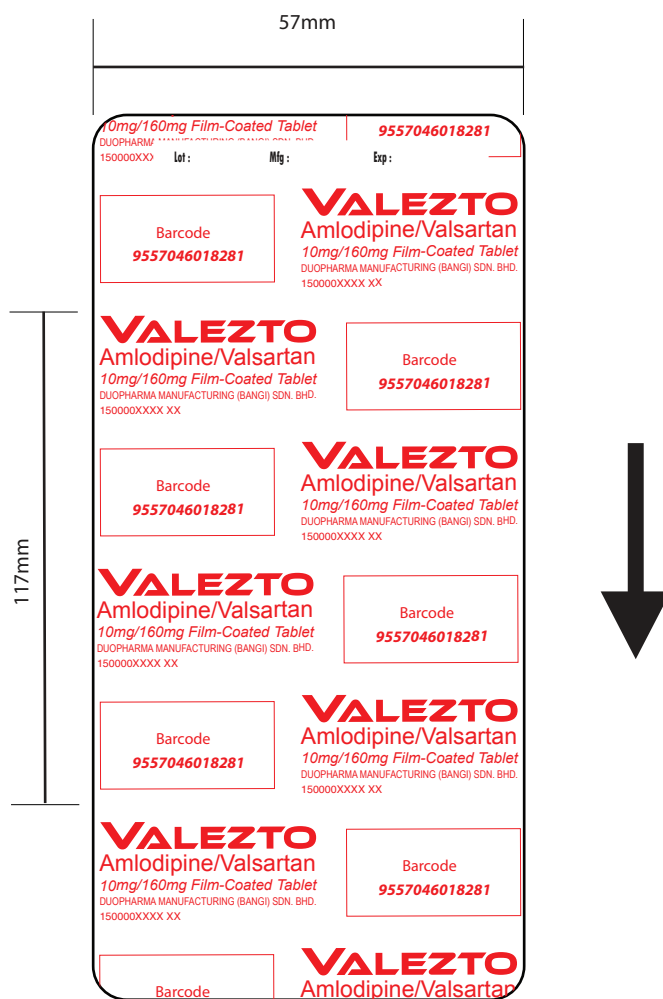 57mm
10mg/160mg Film-Coated Tablet
9557046018281
150000XX
Lot :
Mfg :
Exp :
Barcode
9557046018281
VALEZTO
Amlodipine/Valsartan
10mg/160mg Film-Coated Tablet
DUOPHARMA MANUFACTURING (BANGI) SDN. BHD.
150000XXXX XX
VALEZTO
Amlodipine/Valsartan
10mg/160mg Film-Coated Tablet
DUOPHARMA MANUFACTURING (BANGI) SDN. BHD.
150000XXXX XX
Barcode
9557046018281
Barcode
9557046018281
VALEZTO
Amlodipine/Valsartan
10mg/160mg Film-Coated Tablet
DUOPHARMA MANUFACTURING (BANGI) SDN. BHD.
150000XXXX XX
117mm
VALEZTO
Amlodipine/Valsartan
10mg/160mg Film-Coated Tablet
DUOPHARMA MANUFACTURING (BANGI) SDN. BHD.
150000XXXX XX
Barcode
9557046018281
Barcode
9557046018281
VALEZTO
Amlodipine/Valsartan
10mg/160mg Film-Coated Tablet
DUOPHARMA MANUFACTURING (BANGI) SDN. BHD.
150000XXXX XX
VALEZTO
Amlodipine/Valsartan
10mg/160mg Film-Coated Tablet
DUOPHARMA MANUFACTURING (BANGI) SDN. BHD.
150000XXXX XX
Barcode
9557046018281
Barcode
VALEZTO
Amlodipine/Valsartan